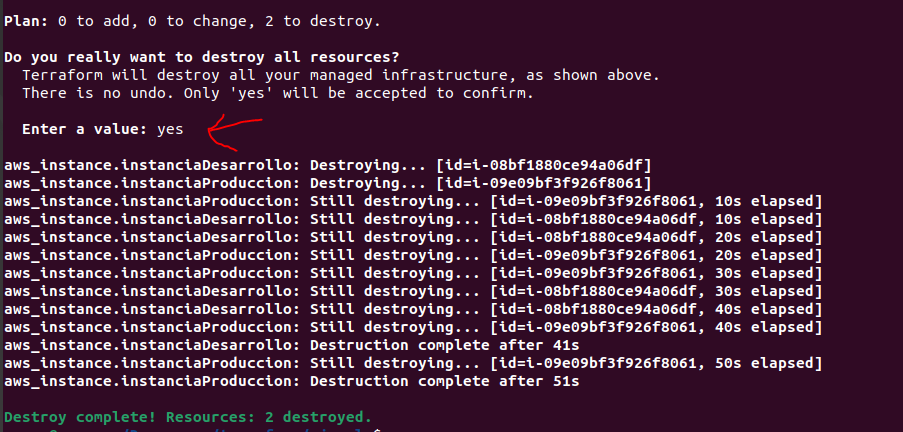 Plan: 0 to add, 0 to change, 2 to destroy.
Do you really want to destroy all resources?
Terraform will destroy all your managed infrastructure, as shown above.
There is no undo. Only 'yes' will be accepted to confirm.
Enter a value: yes
aws_instance.instanciaDesarrollo: Destroying... [id=i-08bf1880ce94a06df]
aws_instance.instanciaProduccion: Destroying... [id=i-09e09bf3f926f8061]
aws_instance.instanciaProduccion: Still destroying... [id=i-09e09bf3f926f8061, 10s elapsed]
aws_instance.instanciaDesarrollo: Still destroying... [id=i-08bf1880ce94a06df, 10s elapsed]
aws_instance.instanciaDesarrollo: Still destroying... [id=i-08bf1880ce94a06df, 20s elapsed]
aws_instance.instanciaProduccion: Still destroying... [id=i-09e09bf3f926f8061, 20s elapsed]
aws_instance.instanciaProduccion: Still destroying... [id=i-09e09bf3f926f8061, 30s elapsed]
aws_instance.instanciaDesarrollo: Still destroying... [id=i-08bf1880ce94a06df, 30s elapsed]
aws_instance.instanciaDesarrollo: Still destroying... [id=i-08bf1880ce94a06df, 40s elapsed]
aws_instance.instanciaProduccion: Still destroying... [id=i-09e09bf3f926f8061, 40s elapsed]
aws_instance.instanciaDesarrollo: Destruction complete after 41s
aws_instance.instanciaProduccion: Still destroying... [id=i-09e09bf3f926f8061, 50s elapsed]
aws_instance.instanciaProduccion: Destruction complete after 51s
Destroy complete! Resources: 2 destroyed.